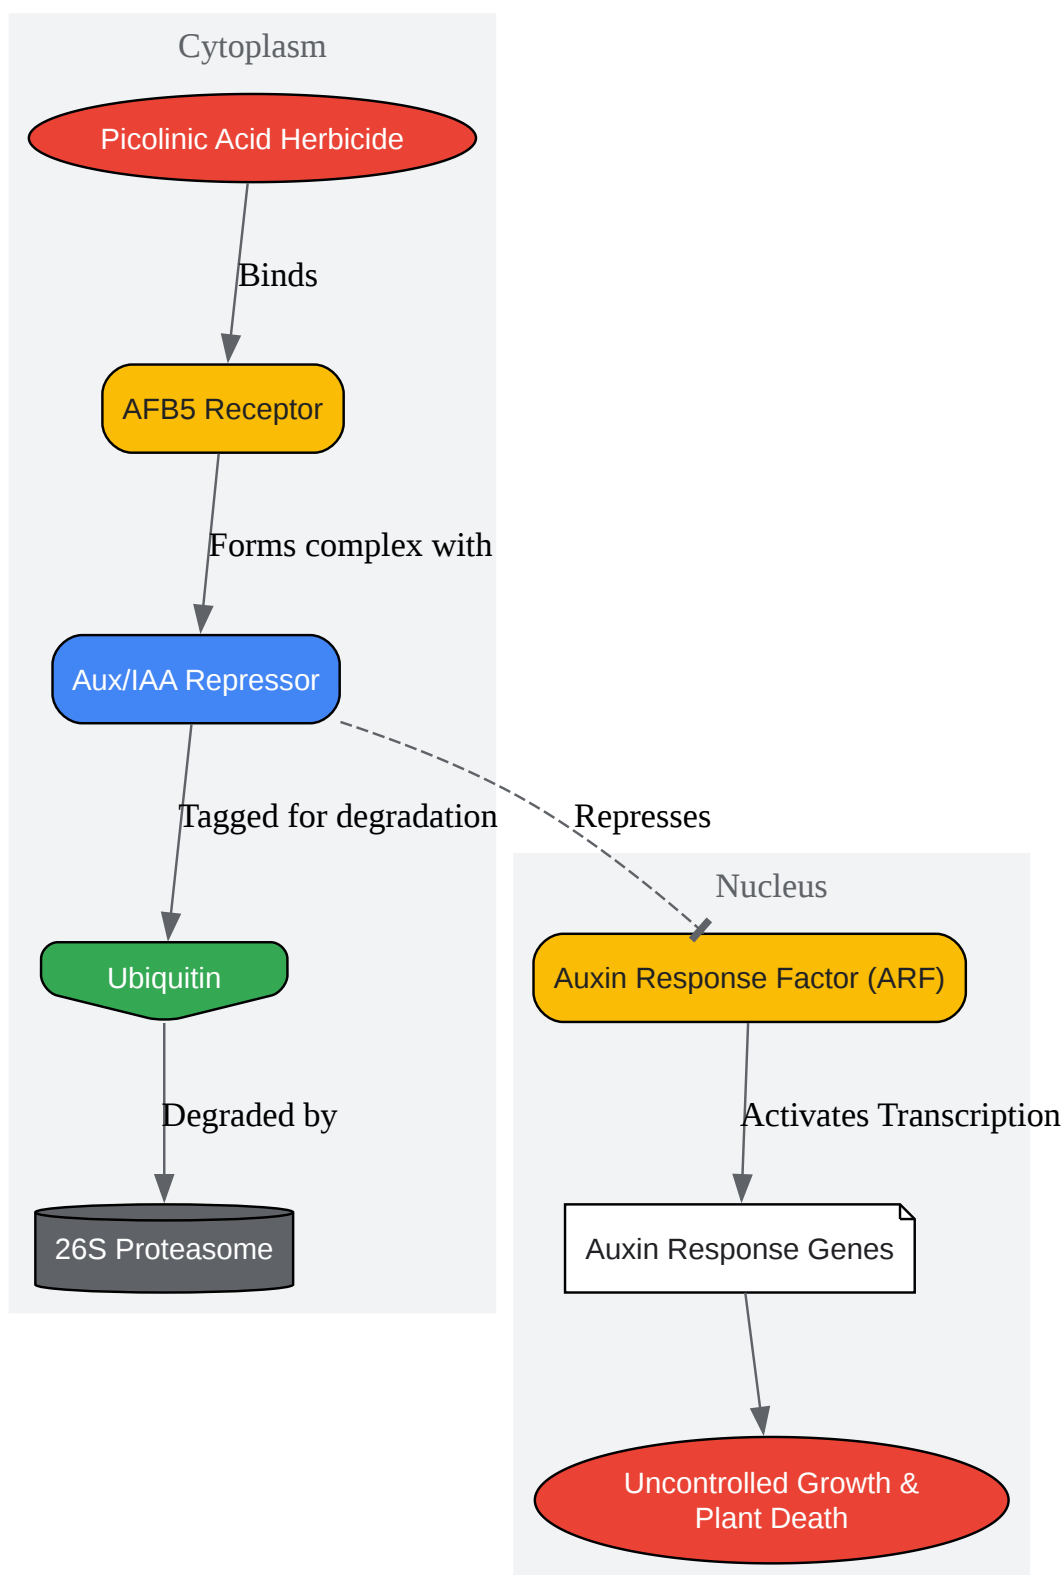 Cytoplasm
Picolinic Acid Herbicide
Binds
AFB5 Receptor
Forms complex with
Aux/IAA Repressor
Tagged for degradation
Represses
Nucleus
Ubiquitin
Auxin Response Factor (ARF)
Degraded by
Activates Transcription
26S Proteasome
Auxin Response Genes
Uncontrolled Growth &
Plant Death